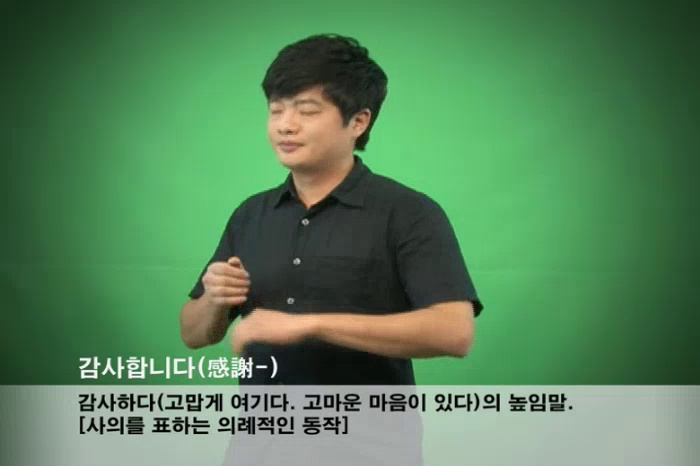 감사합니다(感謝-)
감사하다(고맙게 여기다. 고마운 마음이 있다)의 높임말.
[사의를 표하는 의례적인 동작]